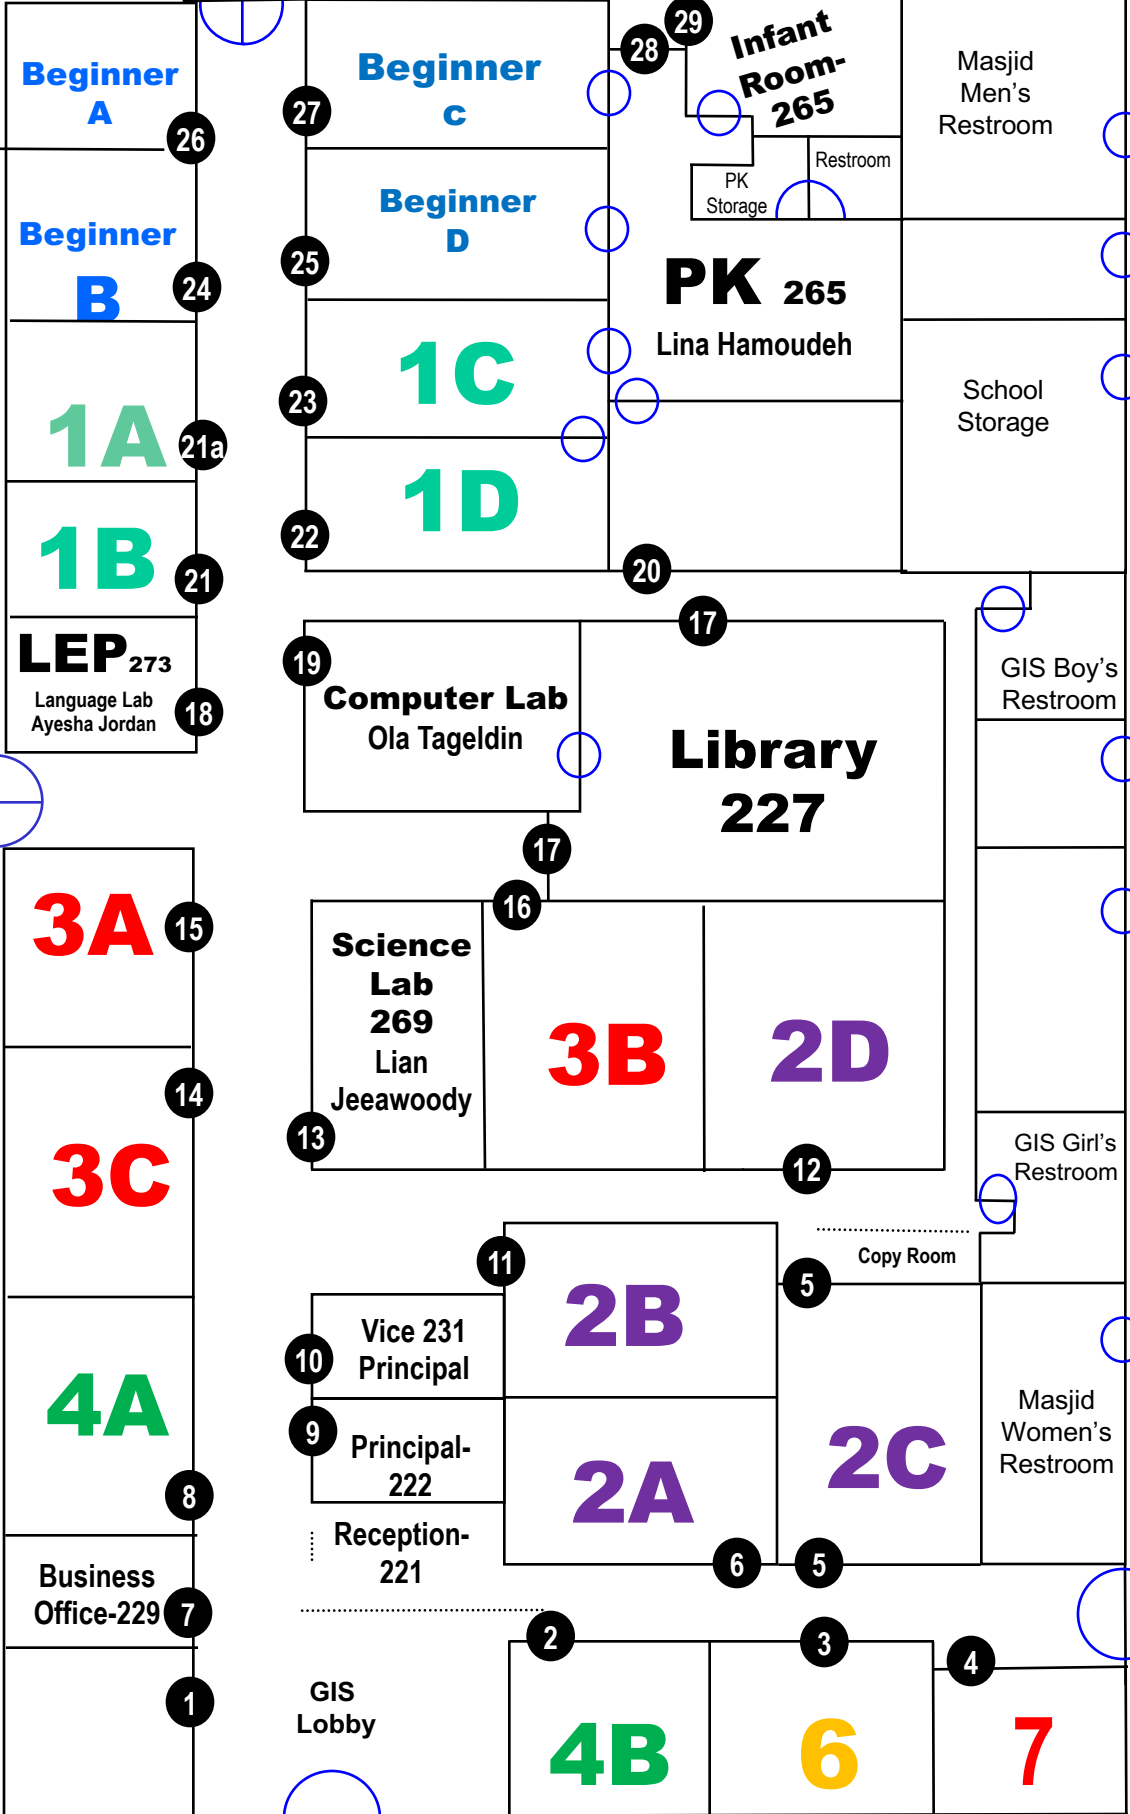 29
28
Infant
Room-
265
Masjid
Men's
Restroom
Beginner
A
26
27
Beginner
C
Restroom
PK
Storage
Beginner
B
24
25
Beginner
D
PK 265
Lina Hamoudeh
1A
21a
23
1C
School
Storage
1B
21
22
1D
20
LEP 273
Language Lab
Ayesha Jordan
18
19
Computer Lab
Ola Tageldin
17
Library
227
GIS Boy's
Restroom
17
16
3A
15
Science
Lab
269
Lian
Jeeawoody
13
3B
2D
12
14
3C
GIS Girl's
Restroom
Copy Room
11
2B
5
10
Vice 231
Principal
9
Principal-
222
4A
8
2A
6
2C
5
Masjid
Women's
Restroom
Reception-
221
Business
Office-229
7
1
GIS
Lobby
2
4B
3
6
4
7